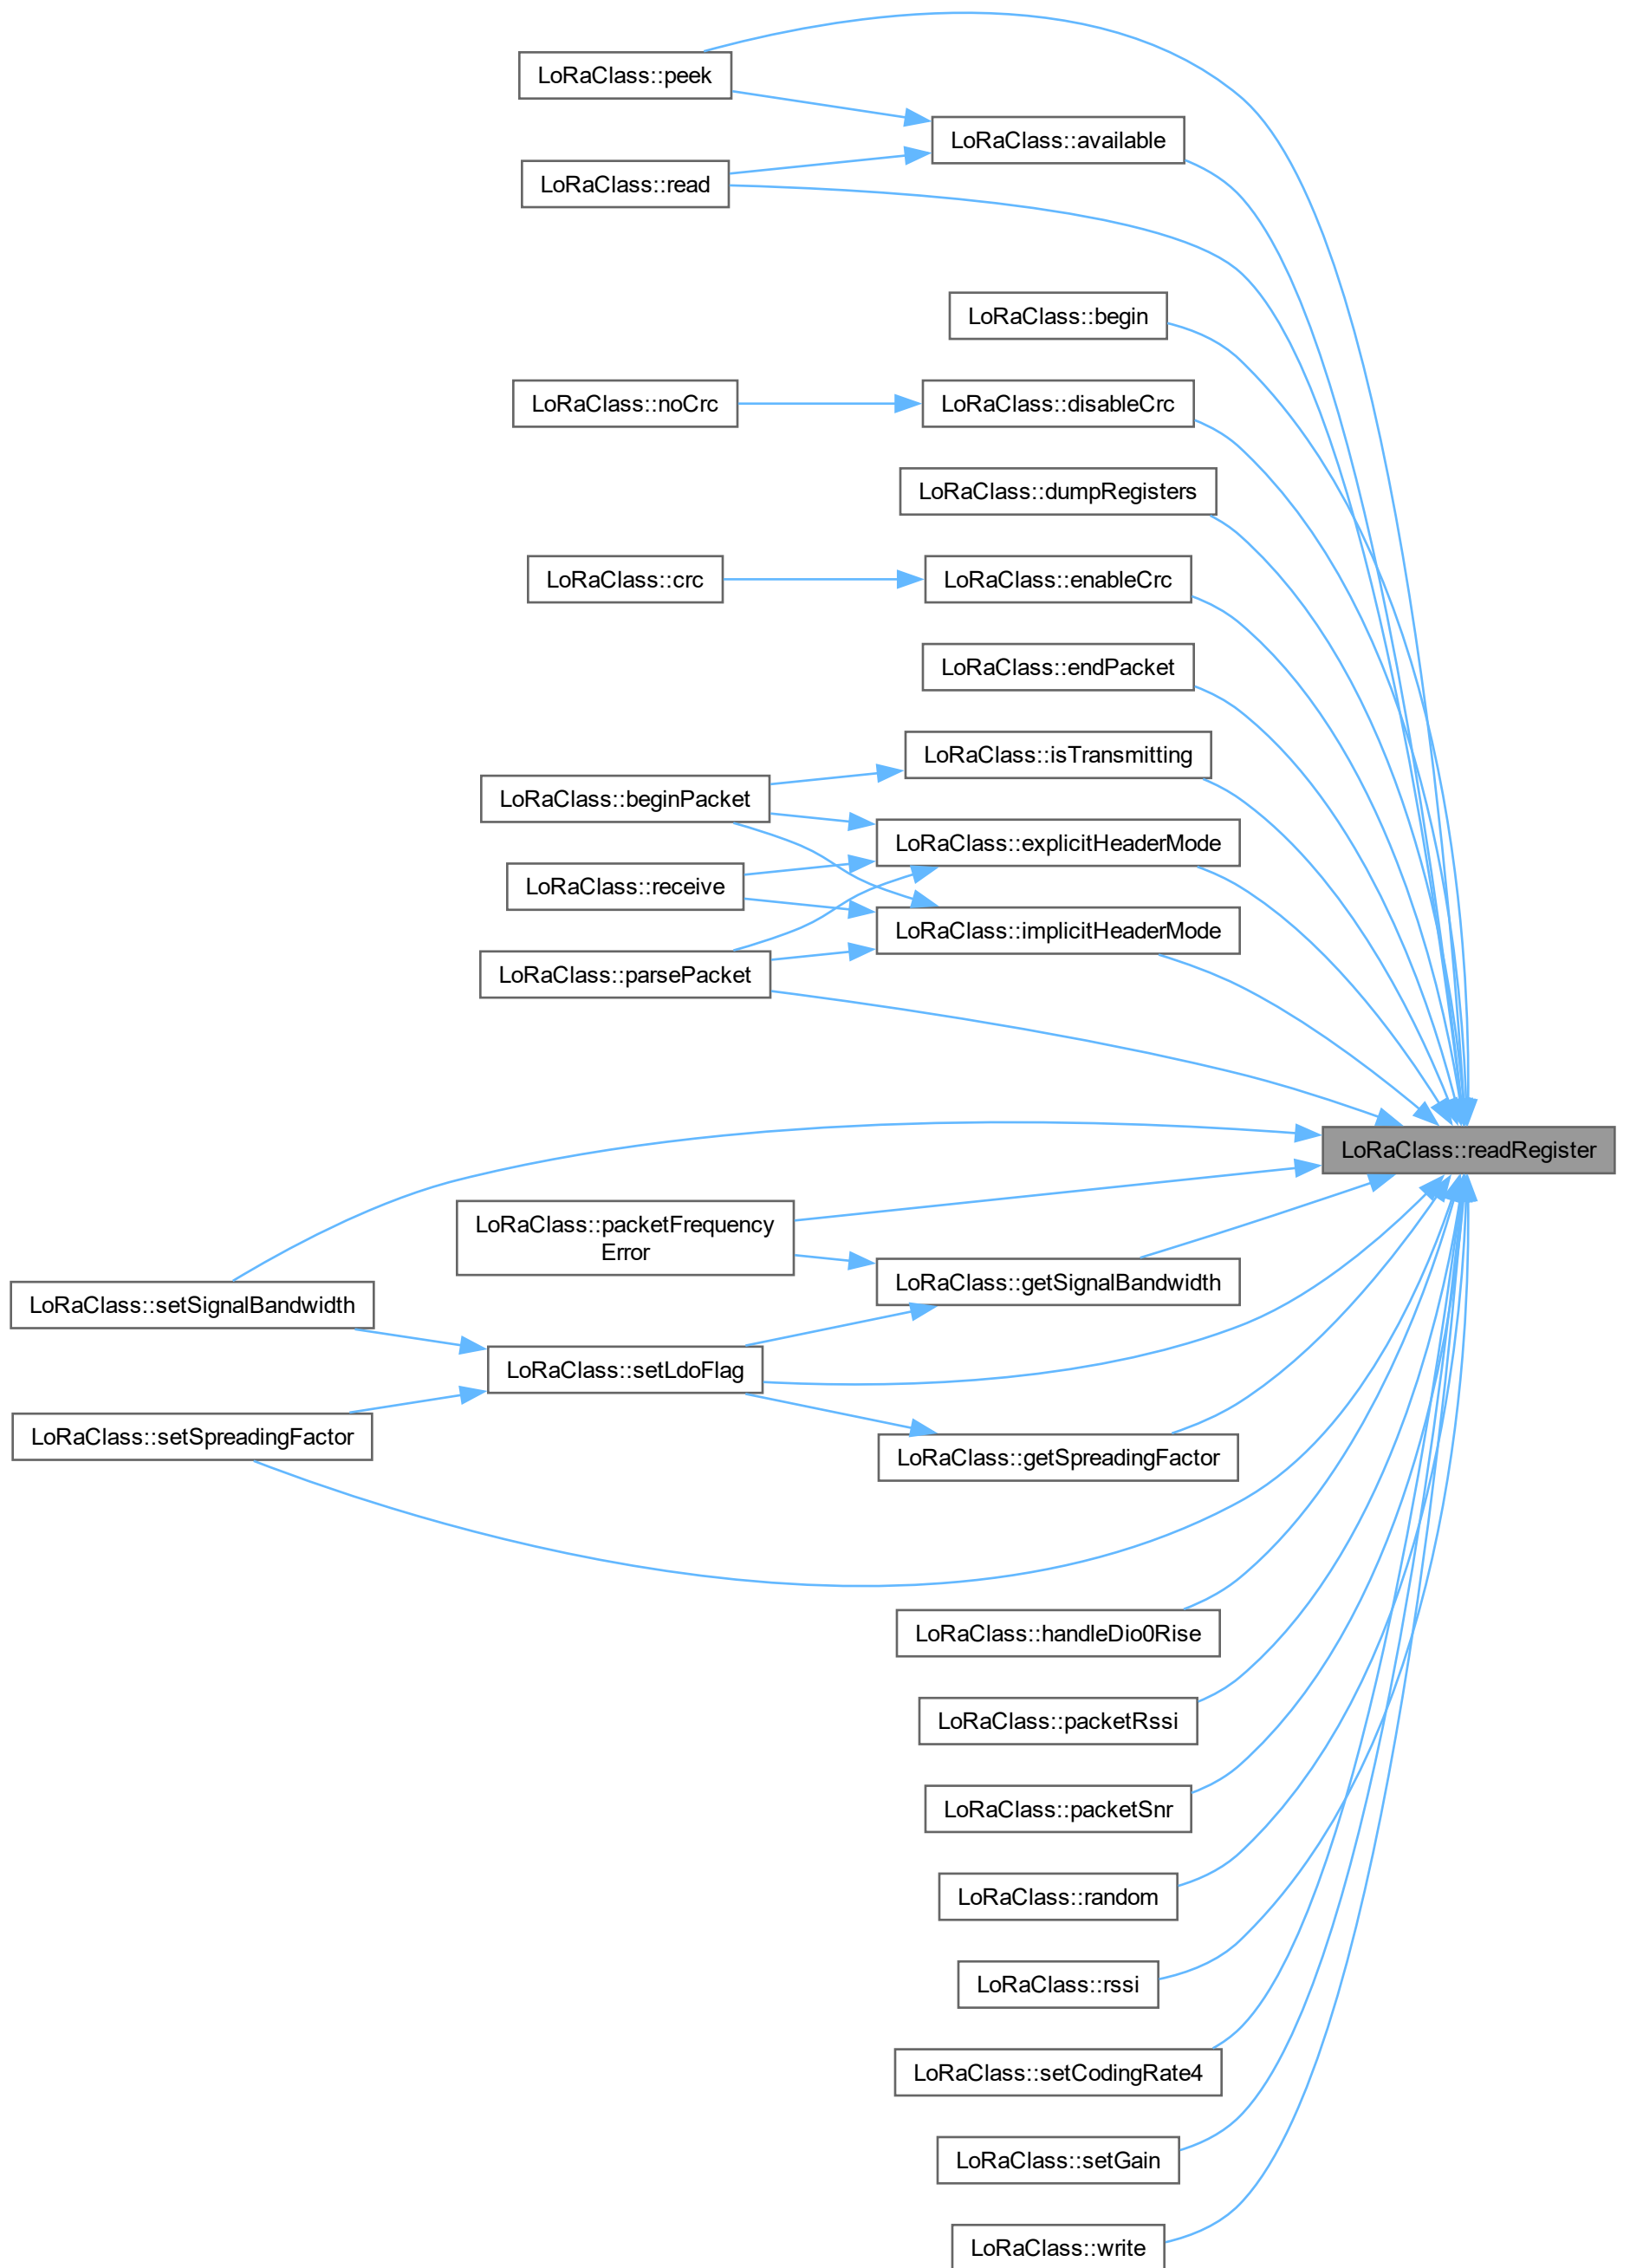 LoRaClass::peek
LoRaClass::available
LoRaClass::read
LoRaClass::begin
LoRaClass::noCrc
LoRaClass::disableCrc
LoRaClass::dumpRegisters
LoRaClass::crc
LoRaClass::enableCrc
LoRaClass::endPacket
LoRaClass::isTransmitting
LoRaClass::beginPacket
LoRaClass::explicitHeaderMode
LoRaClass::receive
LoRaClass::implicitHeaderMode
LoRaClass::parsePacket
LoRaClass::readRegister
LoRaClass::packetFrequency
Error
LoRaClass::getSignalBandwidth
LoRaClass::setSignalBandwidth
LoRaClass::setLdoFlag
LoRaClass::setSpreadingFactor
LoRaClass::getSpreadingFactor
LoRaClass::handleDio0Rise
LoRaClass::packetRssi
LoRaClass::packetSnr
LoRaClass::random
LoRaClass::rssi
LoRaClass::setCodingRate4
LoRaClass::setGain
LoRaClass::write